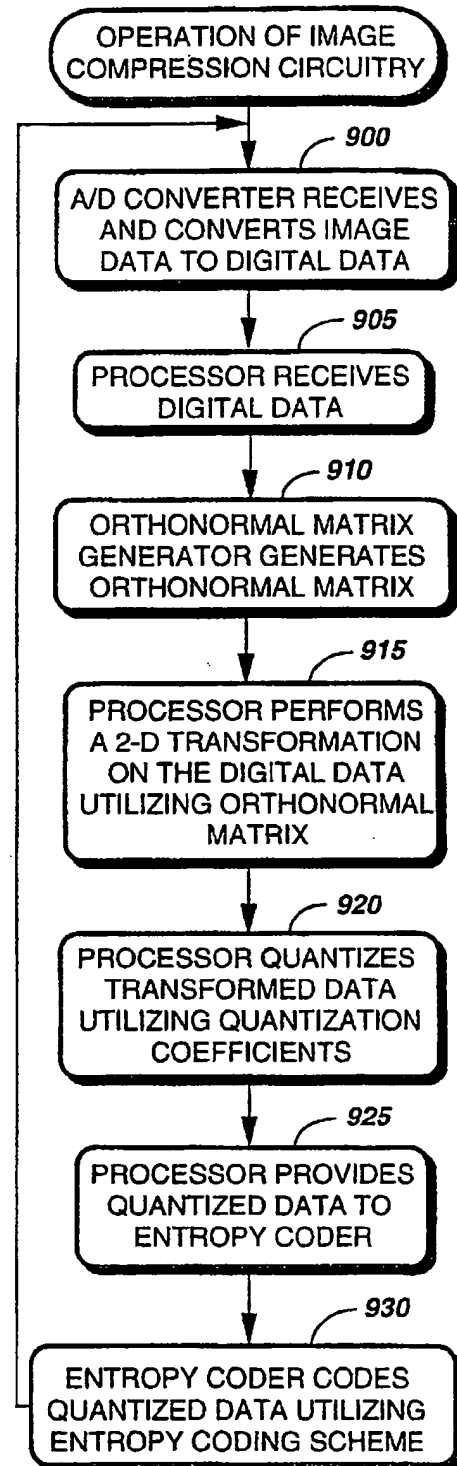 OPERATION OF IMAGE
COMPRESSION CIRCUITRY
900
A/D CONVERTER RECEIVES
AND CONVERTS IMAGE
DATA TO DIGITAL DATA
905
PROCESSOR RECEIVES
DIGITAL DATA
910
ORTHONORMAL MATRIX
GENERATOR GENERATES
ORTHONORMAL MATRIX
915
PROCESSOR PERFORMS
A 2-D TRANSFORMATION
ON THE DIGITAL DATA
UTILIZING ORTHONORMAL
MATRIX
920
PROCESSOR QUANTIZES
TRANSFORMED DATA
UTILIZING QUANTIZATION
COEFFICIENTS
925
PROCESSOR PROVIDES
QUANTIZED DATA TO
ENTROPY CODER
930
ENTROPY CODER CODES
QUANTIZED DATA UTILIZING
ENTROPY CODING SCHEME